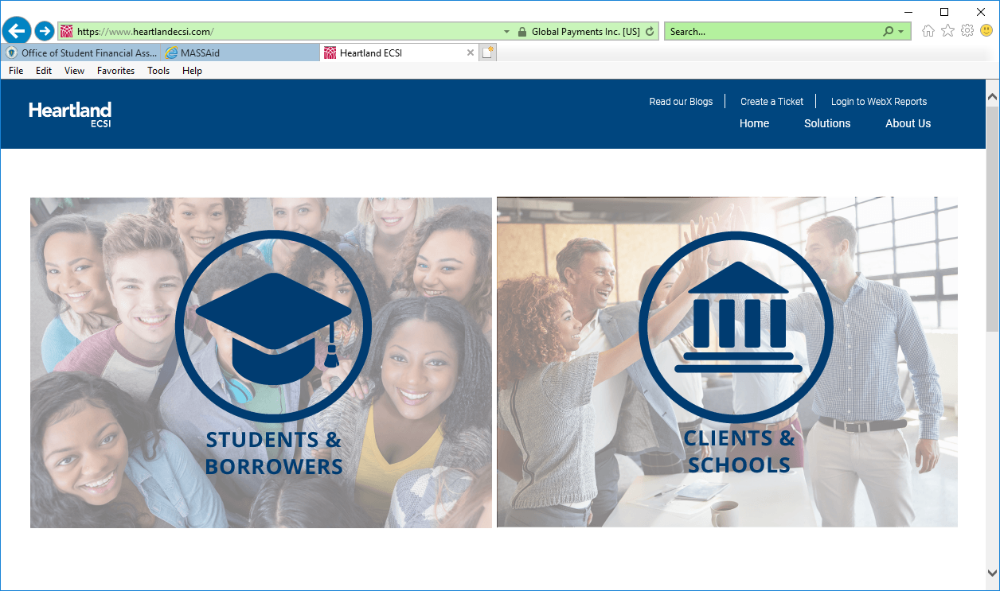 https://www.heartlandecsi.com/
Global Payments Inc. [US]
Search...
Office of Student Financial Ass...
MASSAid
Heartland ECSI
File Edit View Favorites Tools Help
Heartland
ECSI
Read our Blogs
Create a Ticket
Login to WebX Reports
Home
Solutions
About Us
STUDENTS &
BORROWERS
CLIENTS &
SCHOOLS